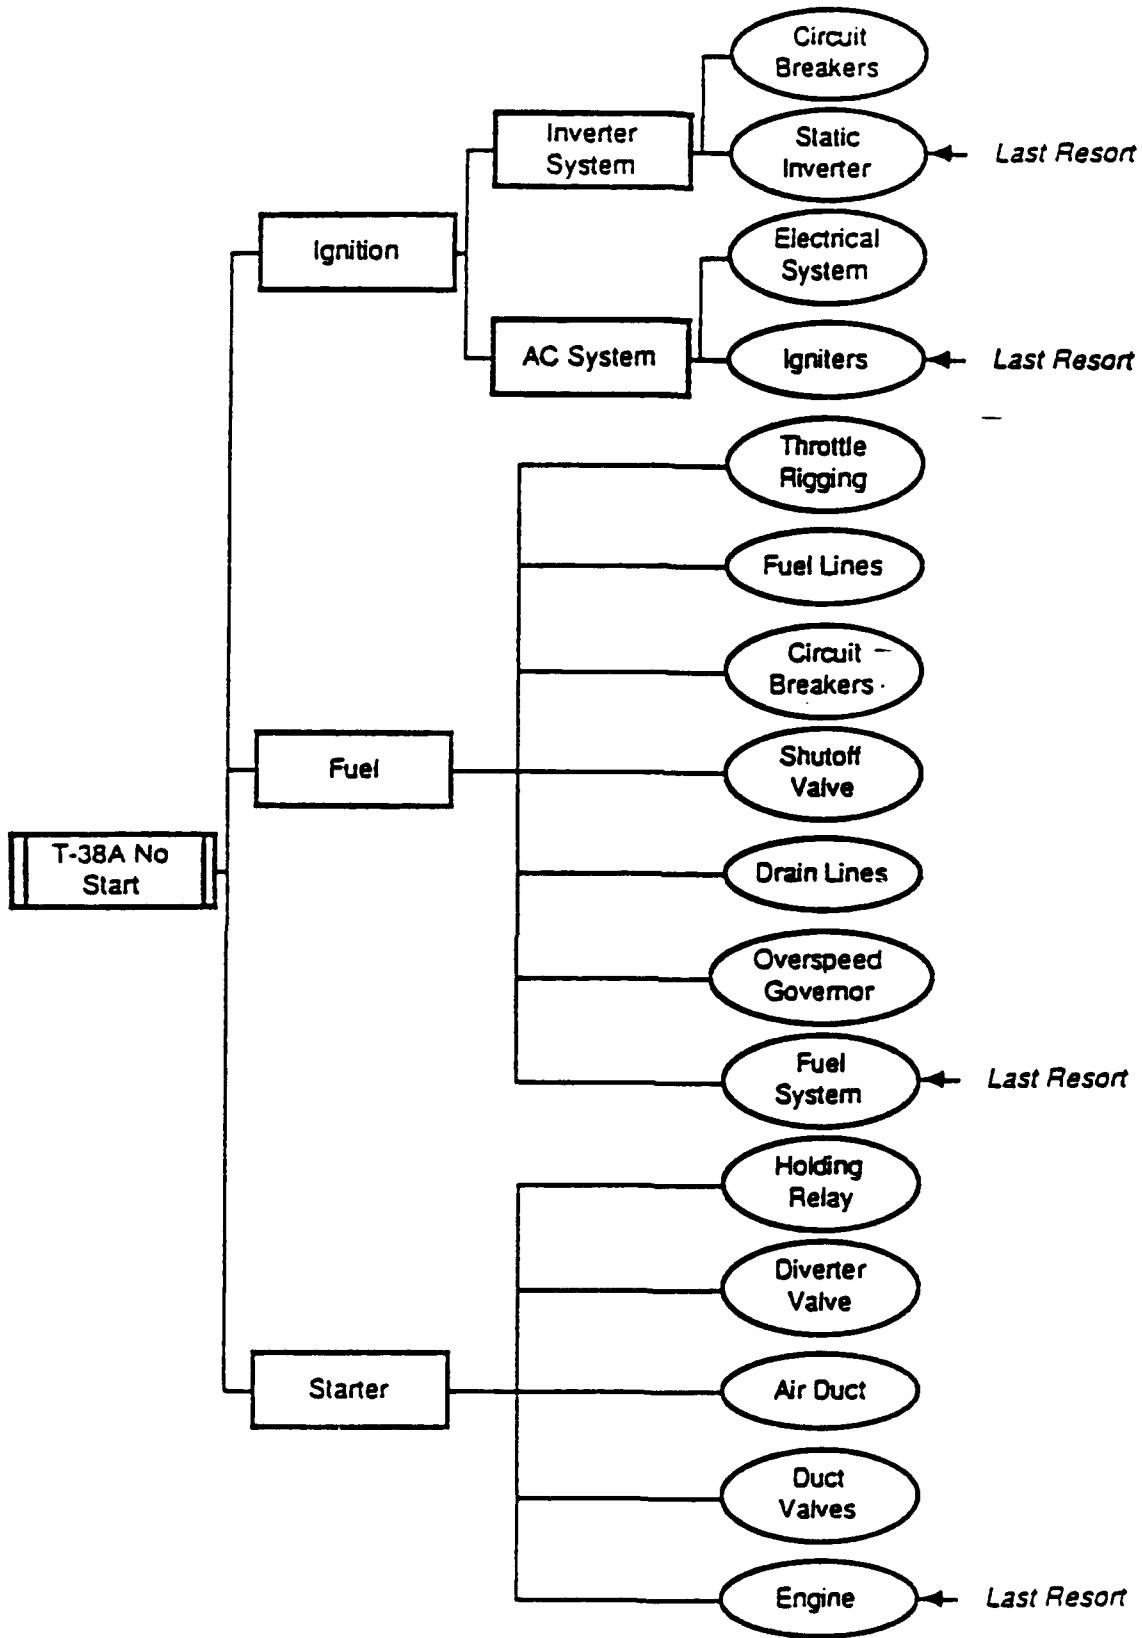 Circuit
Breakers
Inverter
System
Static
Inverter
Last Resort
Ignition
Electrical
System
AC System
Igniters
Last Resort
Throttle
Rigging
Fuel Lines
Circuit
Breakers
Fuel
Shutoff
Valve
T-38A No
Start
Drain Lines
Overspeed
Governor
Fuel
System
Last Resort
Holding
Relay
Diverter
Valve
Starter
Air Duct
Duct
Valves
Engine
Last Resort